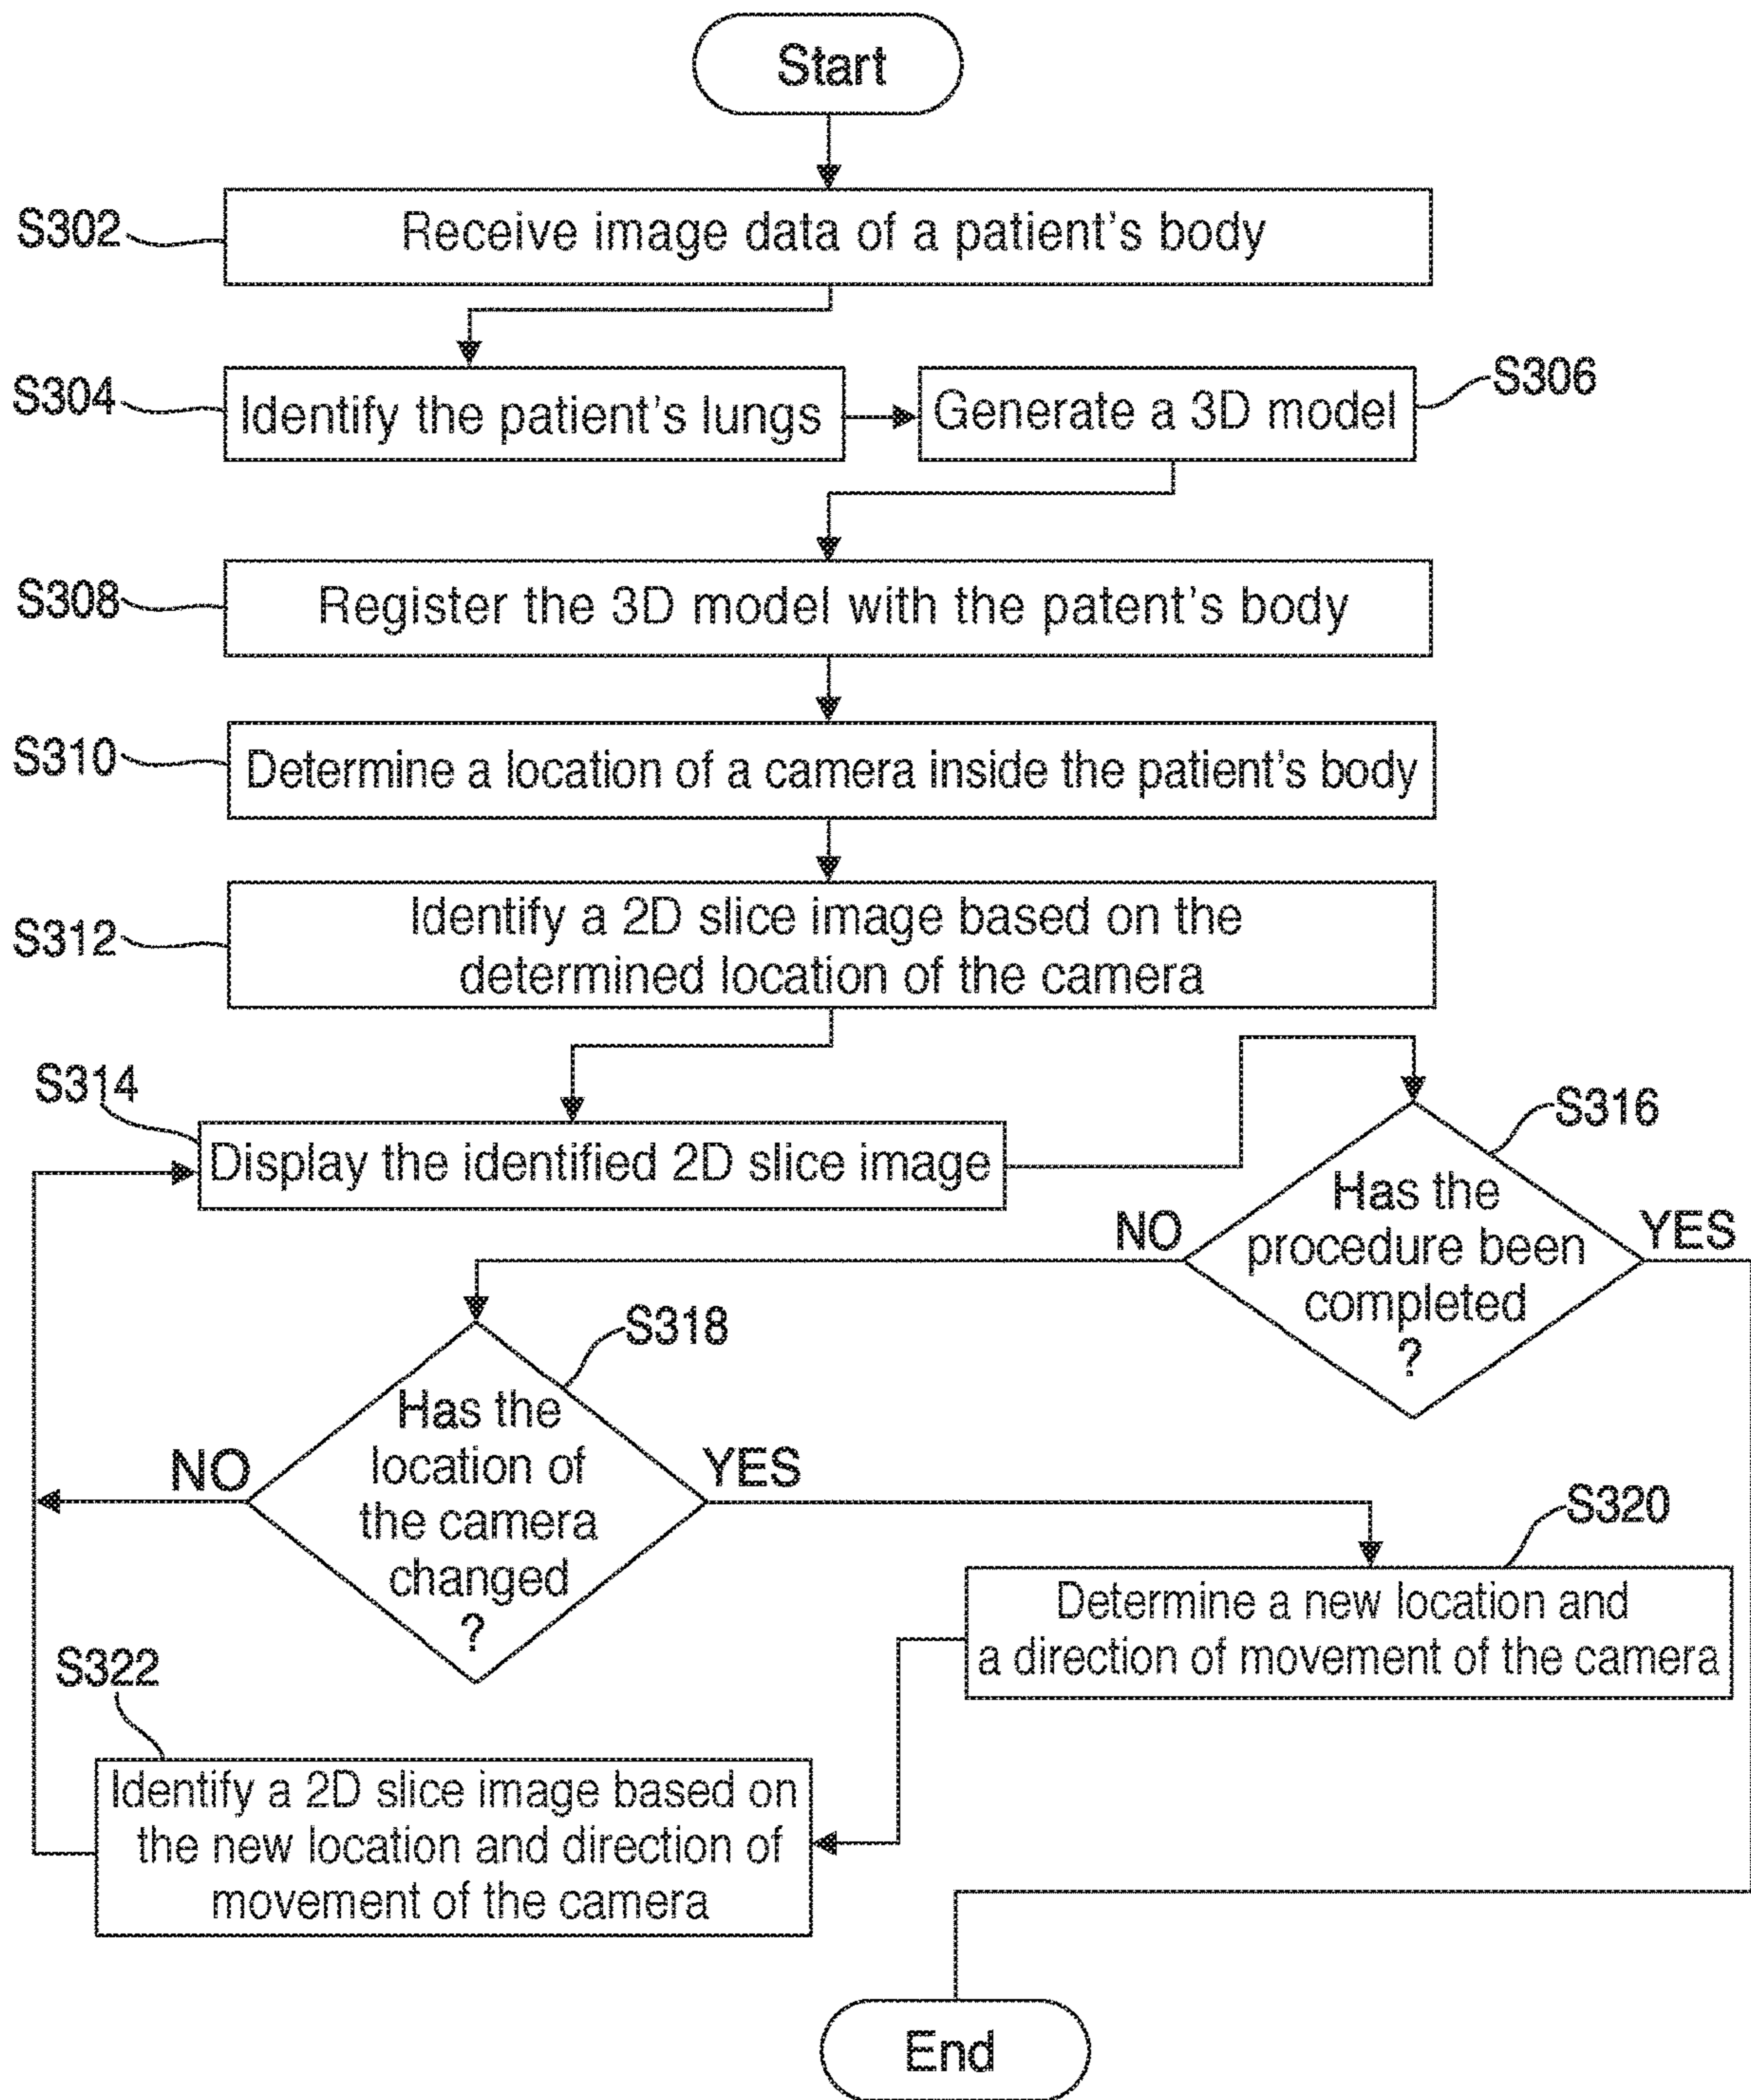 Start
S302
Receive image data of a patient's body
S304
Identify the patient's lungs
Generate a 3D model
S306
S308
Register the 3D model with the patent's body
S310
Determine a location of a camera inside the patient's body
S312
Identify a 2D slice image based on the
determined location of the camera
S314
Display the identified 2D slice image
S316
Has the
procedure been
completed
?
NO
YES
S318
Has the
location of
the camera
changed
?
NO
YES
S320
Determine a new location and
a direction of movement of the camera
S322
Identify a 2D slice image based on
the new location and direction of
movement of the camera
End